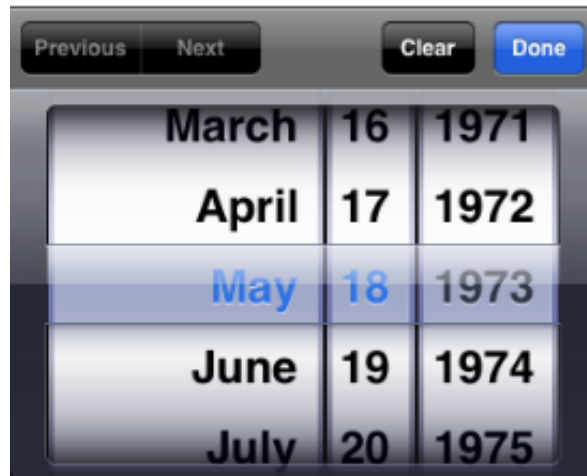 Previous Next Clear Done
March 16 1971
April 17 1972
May 18 1973
June 19 1974
July 20 1975